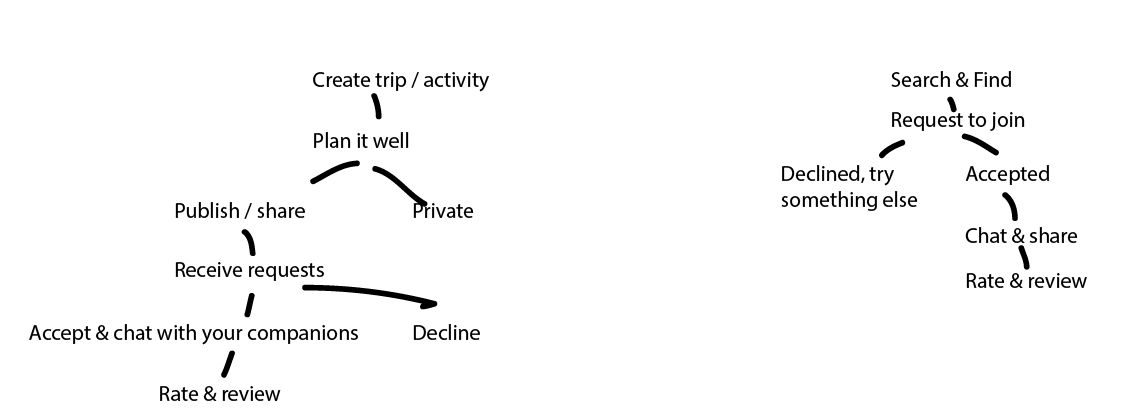 Create trip / activity
Plan it well
Publish / share
Private
Receive requests
Accept & chat with your companions
Decline
Rate & review
Search & Find
Request to join
Declined, try
something else
Accepted
Chat & share
Rate & review